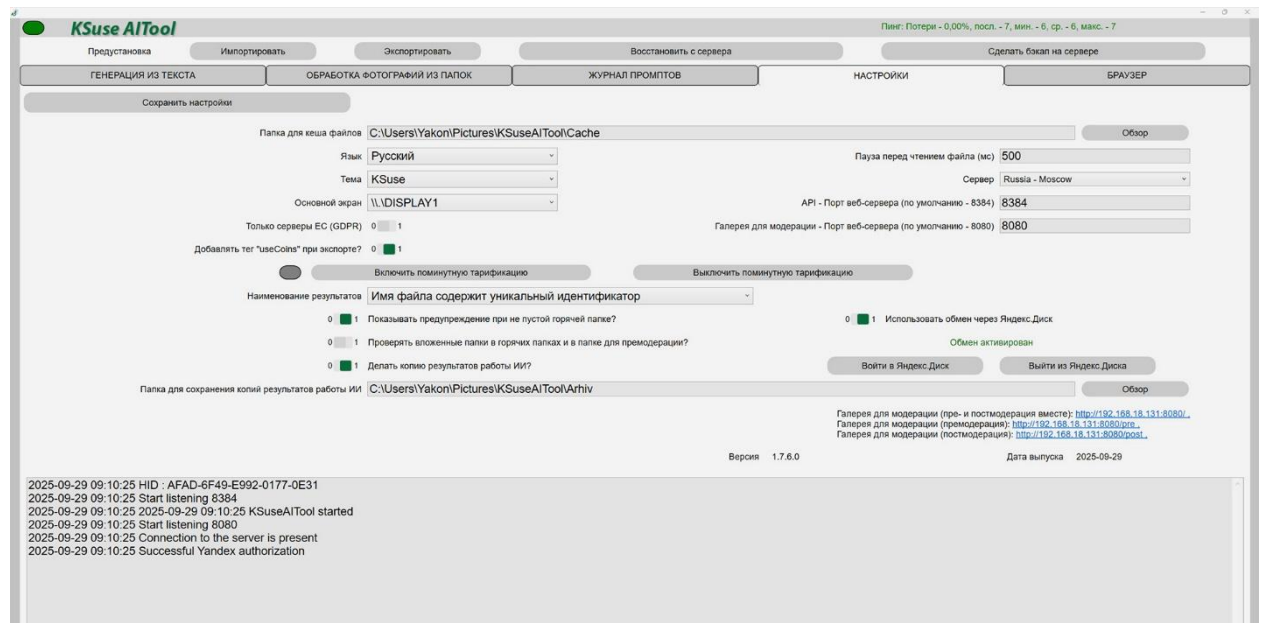 KSuse AITool
Пинг: Потери - 0,00%, посл. - 7, мин. - 6, ср. - 6, макс. - 7
Предустановка Импортировать Экспортировать Восстановить с сервера Сделать бэкап на сервере
ГЕНЕРАЦИЯ ИЗ ТЕКСТА ОБРАБОТКА ФОТОГРАФИЙ ИЗ ПАПОК ЖУРНАЛ ПРОМПТОВ НАСТРОЙКИ БРАУЗЕР
Сохранить настройки
Папка для кеша файлов C:\Users\Yakon\Pictures\KSuseAITool\Cache Обзор
Язык Русский Пауза перед чтением файла (мс) 500
Тема KSuse Сервер Russia - Moscow
Основной экран \\.\DISPLAY1 API - Порт веб-сервера (по умолчанию - 8384) 8384
Только серверы ЕС (GDPR) 0 1 Галерея для модерации - Порт веб-сервера (по умолчанию - 8080) 8080
Добавлять тег "useCoins" при экспорте? 0 1
Включить поминутную тарификацию Выключить поминутную тарификацию
Наименование результатов Имя файла содержит уникальный идентификатор
0 1 Показывать предупреждение при не пустой горячей папке? 0 1 Использовать обмен через Яндекс.Диск
0 1 Проверять вложенные папки в горячих папках и в папке для премодерации? Обмен активирован
0 1 Делать копию результатов работы ИИ? Войти в Яндекс.Диск Выйти из Яндекс.Диска
Папка для сохранения копий результатов работы ИИ C:\Users\Yakon\Pictures\KSuseAITool\Arhiv Обзор
Галерея для модерации (пре- и постмодерация вместе): http://192.168.18.131:8080/ .
Галерея для модерации (премодерация): http://192.168.18.131:8080/pre .
Галерея для модерации (постмодерация): http://192.168.18.131:8080/post .
Версия 1.7.6.0 Дата выпуска 2025-09-29
2025-09-29 09:10:25 HID : AFAD-6F49-E992-0177-0E31
2025-09-29 09:10:25 Start listening 8384
2025-09-29 09:10:25 2025-09-29 09:10:25 KSuseAITool started
2025-09-29 09:10:25 Start listening 8080
2025-09-29 09:10:25 Connection to the server is present
2025-09-29 09:10:25 Successful Yandex authorization